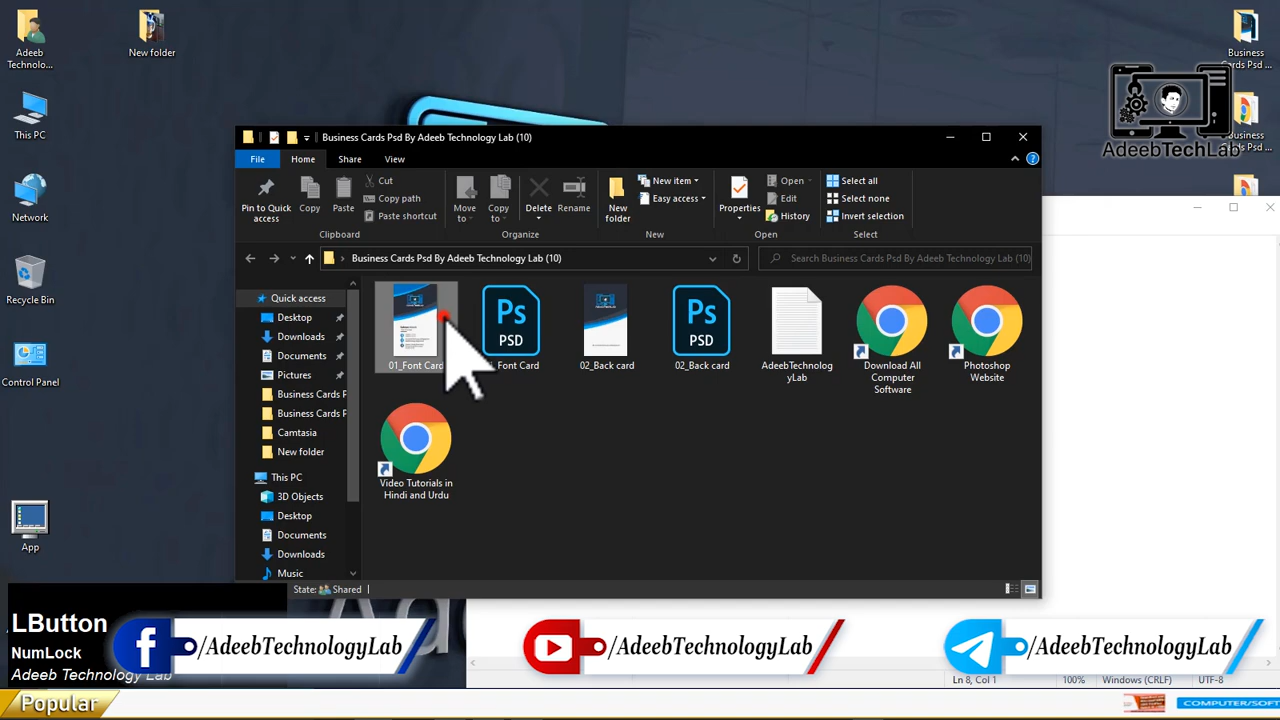 Adeeb
Technolo...
New folder
This PC
Network
Recycle Bin
Control Panel
App
Business
Cards Psd ...
Business
Cards Psd ...
AdeebTechLab
Business Cards Psd By Adeeb Technology Lab (10)
File
Home
Share
View
Pin to Quick
access
Copy
Paste
Cut
Copy path
Paste shortcut
Clipboard
Move
to
Copy
to
Delete
Rename
Organize
New
folder
New item
Easy access
New
Properties
Open
Edit
History
Open
Select all
Select none
Invert selection
Select
Business Cards Psd By Adeeb Technology Lab (10)
Search Business Cards Psd By Adeeb Technology Lab (10)
Quick access
Desktop
Downloads
Documents
Pictures
Business Cards P
Business Cards P
Camtasia
New folder
This PC
3D Objects
Desktop
Documents
Downloads
Music
01_Font Card
Ps
PSD
Font Card
02_Back card
Ps
PSD
02_Back card
AdeebTechnolog
yLab
Download All
Computer
Software
Photoshop
Website
Video Tutorials in
Hindi and Urdu
State: Shared
LButton
NumLock
Adeeb Technology Lab
/AdeebTechnologyLab
/AdeebTechnologyLab
/AdeebTechnologyLab
Ln 8, Col 1
100%
Windows (CRLF)
UTF-8
Popular
COMPUTER/SOFT